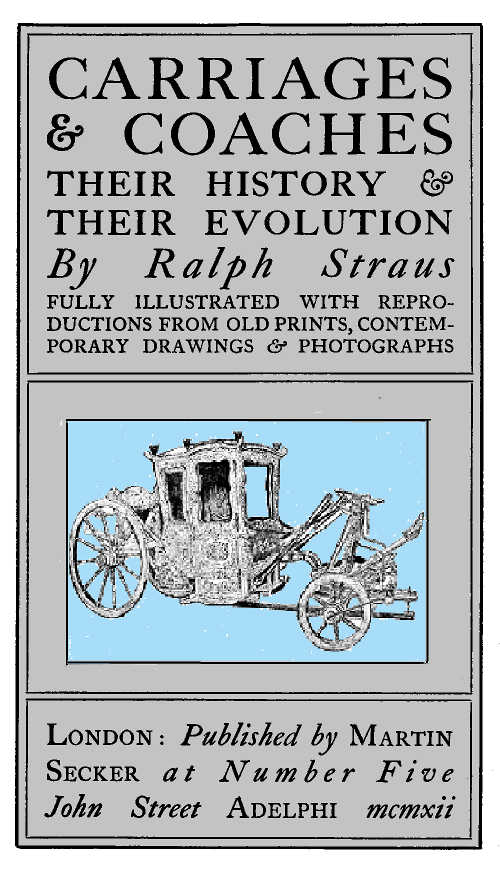 CARRIAGES
& COACHES
THEIR HISTORY &
THEIR EVOLUTION
By Ralph Straus
FULLY ILLUSTRATED WITH REPRO-
DUCTIONS FROM OLD PRINTS, CONTEM-
PORARY DRAWINGS & PHOTOGRAPHS
LONDON: Published by MARTIN
SECKER at Number Five
John Street ADELPHI mcmxii